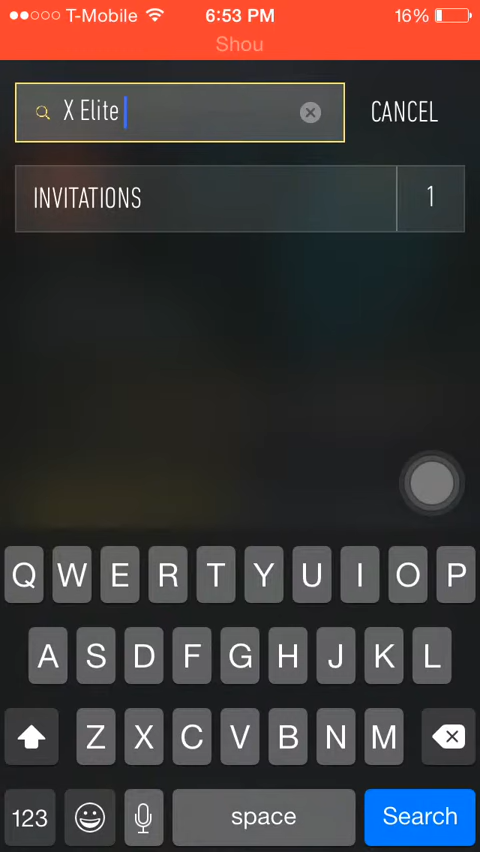 T-Mobile 6:53 PM 16%
Shou
X Elite CANCEL
INVITATIONS 1
Q W E R T Y U I O P
A S D F G H J K L
Z X C V B N M
123 space Search